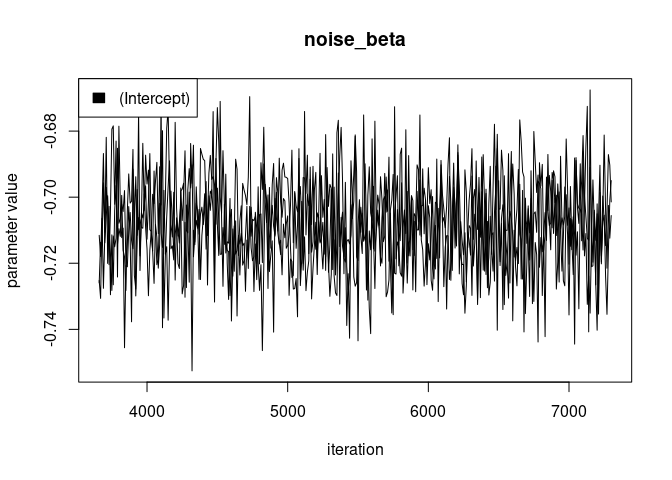 noise_beta
(Intercept)
-0.68
-0.70
-0.72
-0.74
parameter value
4000 5000 6000 7000
iteration